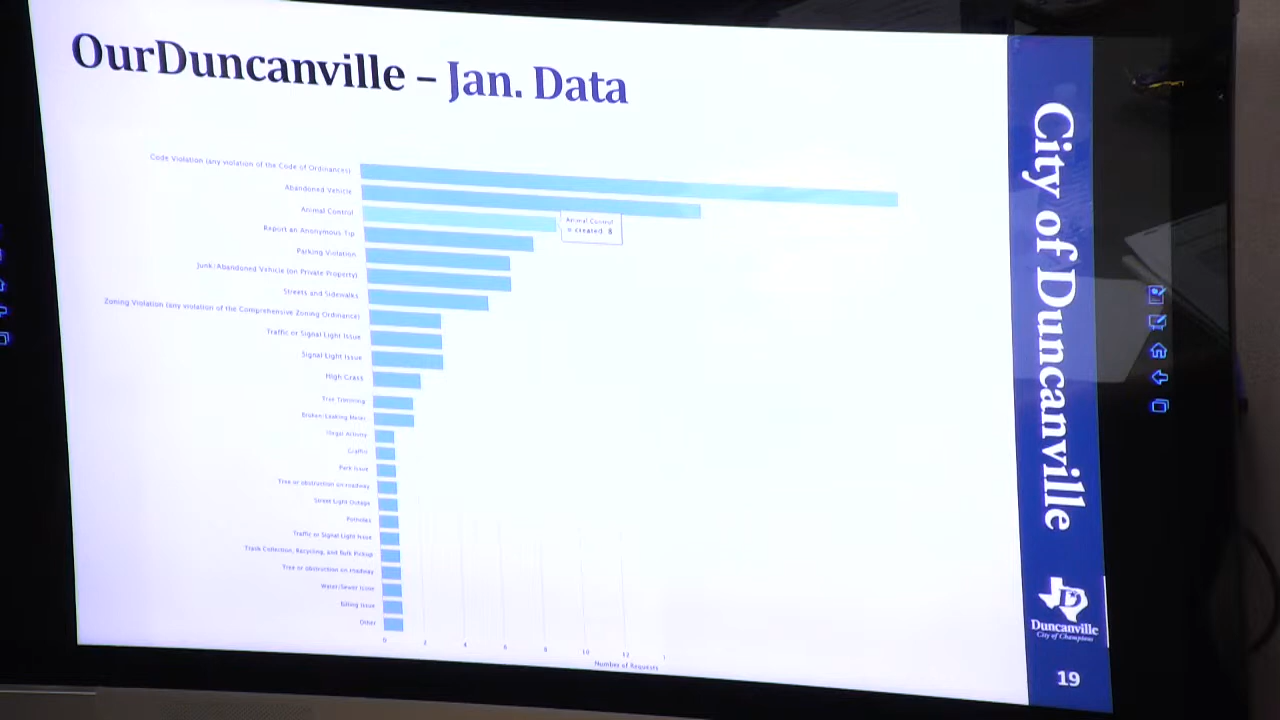 OurDuncanville – Jan. Data
Code Violation (any violation of the Code of Ordinances)
Abandoned Vehicle
Animal Control
Report an Anonymous Tip
Parking Violation
Junk/Abandoned Vehicle (on Private Property)
Streets and Sidewalks
Zoning Violation (any violation of the Comprehensive Zoning Ordinance)
Traffic or Signal Light Issue
Signal Light Issue
High Grass
Tree Trimming
Broken/Leaking Meter
Illegal Activity
Graffiti
Park Issue
Tree or obstruction on roadway
Street Light Outage
Potholes
Traffic or Signal Light Issue
Trash Collection, Recycling, and Bulk Pickup
Tree or obstruction on roadway
Water/Sewer Issue
Billing Issue
Other
Animal Control
created 8
0 2 4 6 8 10 12
Number of Requests
City of Duncanville
Duncanville
City of Champions
19